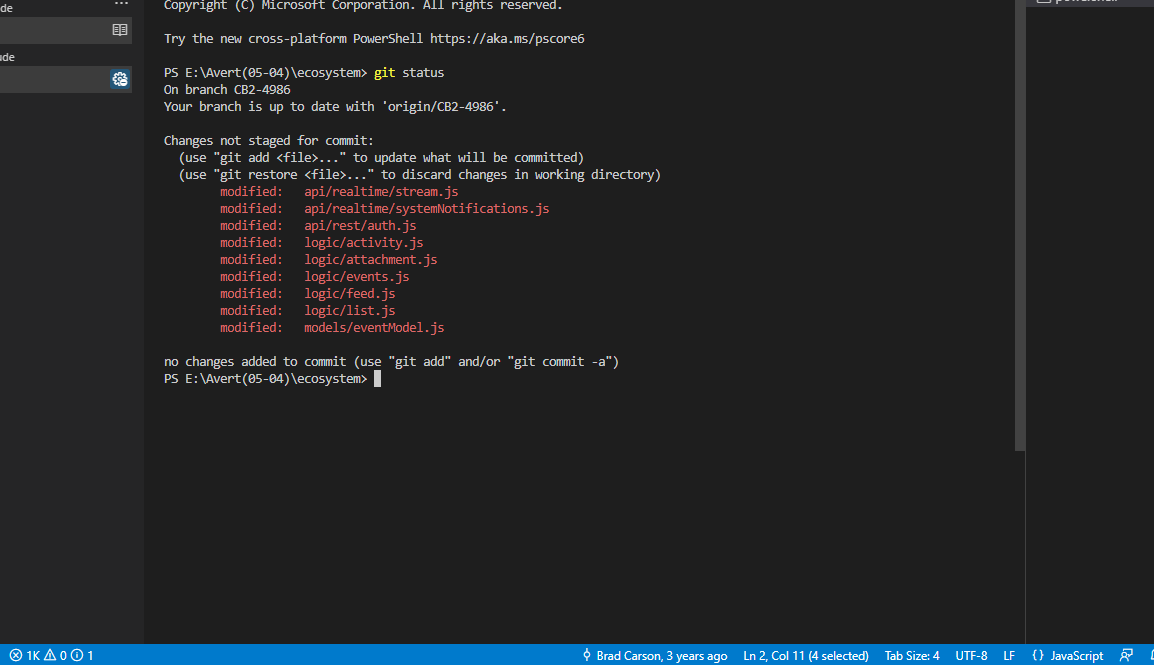 de
Copyright (C) Microsoft Corporation. All rights reserved.
Try the new cross-platform PowerShell https://aka.ms/pscore6
ude
PS E:\Avert(05-04)\ecosystem> git status
On branch CB2-4986
Your branch is up to date with 'origin/CB2-4986'.
Changes not staged for commit:
(use "git add <file>..." to update what will be committed)
(use "git restore <file>..." to discard changes in working directory)
modified: api/realtime/stream.js
modified: api/realtime/systemNotifications.js
modified: api/rest/auth.js
modified: logic/activity.js
modified: logic/attachment.js
modified: logic/events.js
modified: logic/feed.js
modified: logic/list.js
modified: models/eventModel.js
no changes added to commit (use "git add" and/or "git commit -a")
PS E:\Avert(05-04)\ecosystem>
1K 0 1 Brad Carson, 3 years ago Ln 2, Col 11 (4 selected) Tab Size: 4 UTF-8 LF {} JavaScript